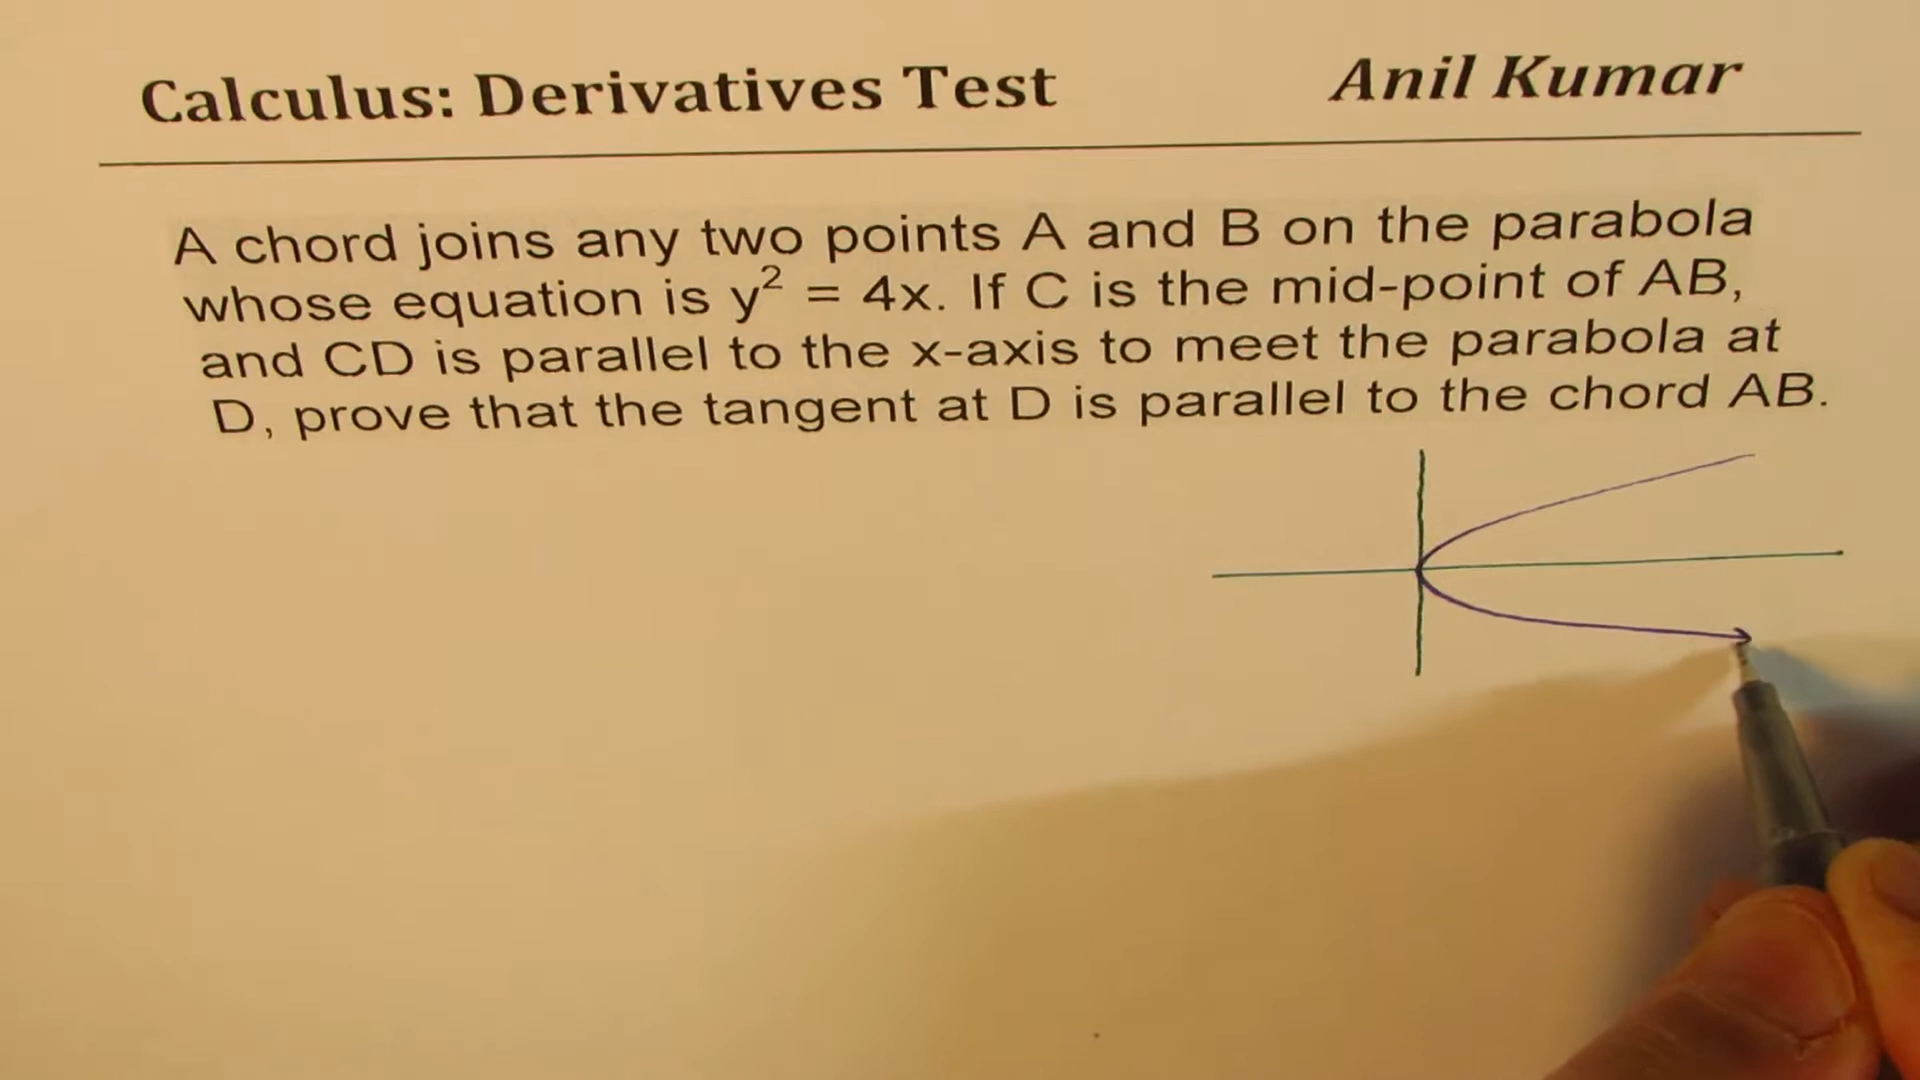 Calculus: Derivatives Test Anil Kumar
A chord joins any two points A and B on the parabola
whose equation is y² = 4x. If C is the mid-point of AB,
and CD is parallel to the x-axis to meet the parabola at
D, prove that the tangent at D is parallel to the chord AB.